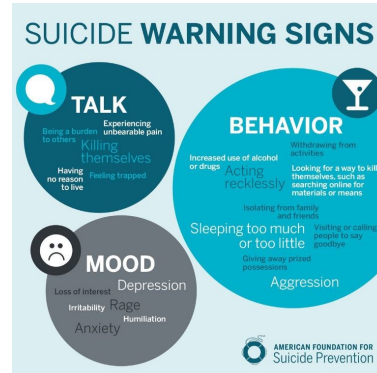 SUICIDE WARNING SIGNS
TALK
Experiencing
unbearable pain
Being a burden
to others
Killing
themselves
Having
no reason
to live
Feeling trapped
BEHAVIOR
Withdrawing from
activities
Increased use of alcohol
or drugs
Acting
recklessly
Looking for a way to kill
themselves, such as
searching online for
materials or means
Isolating from family
and friends
Sleeping too much
or too little
Visiting or calling
people to say
goodbye
Giving away prized
possessions
Aggression
MOOD
Depression
Loss of interest
Irritability
Rage
Humiliation
Anxiety
AMERICAN FOUNDATION FOR
Suicide Prevention